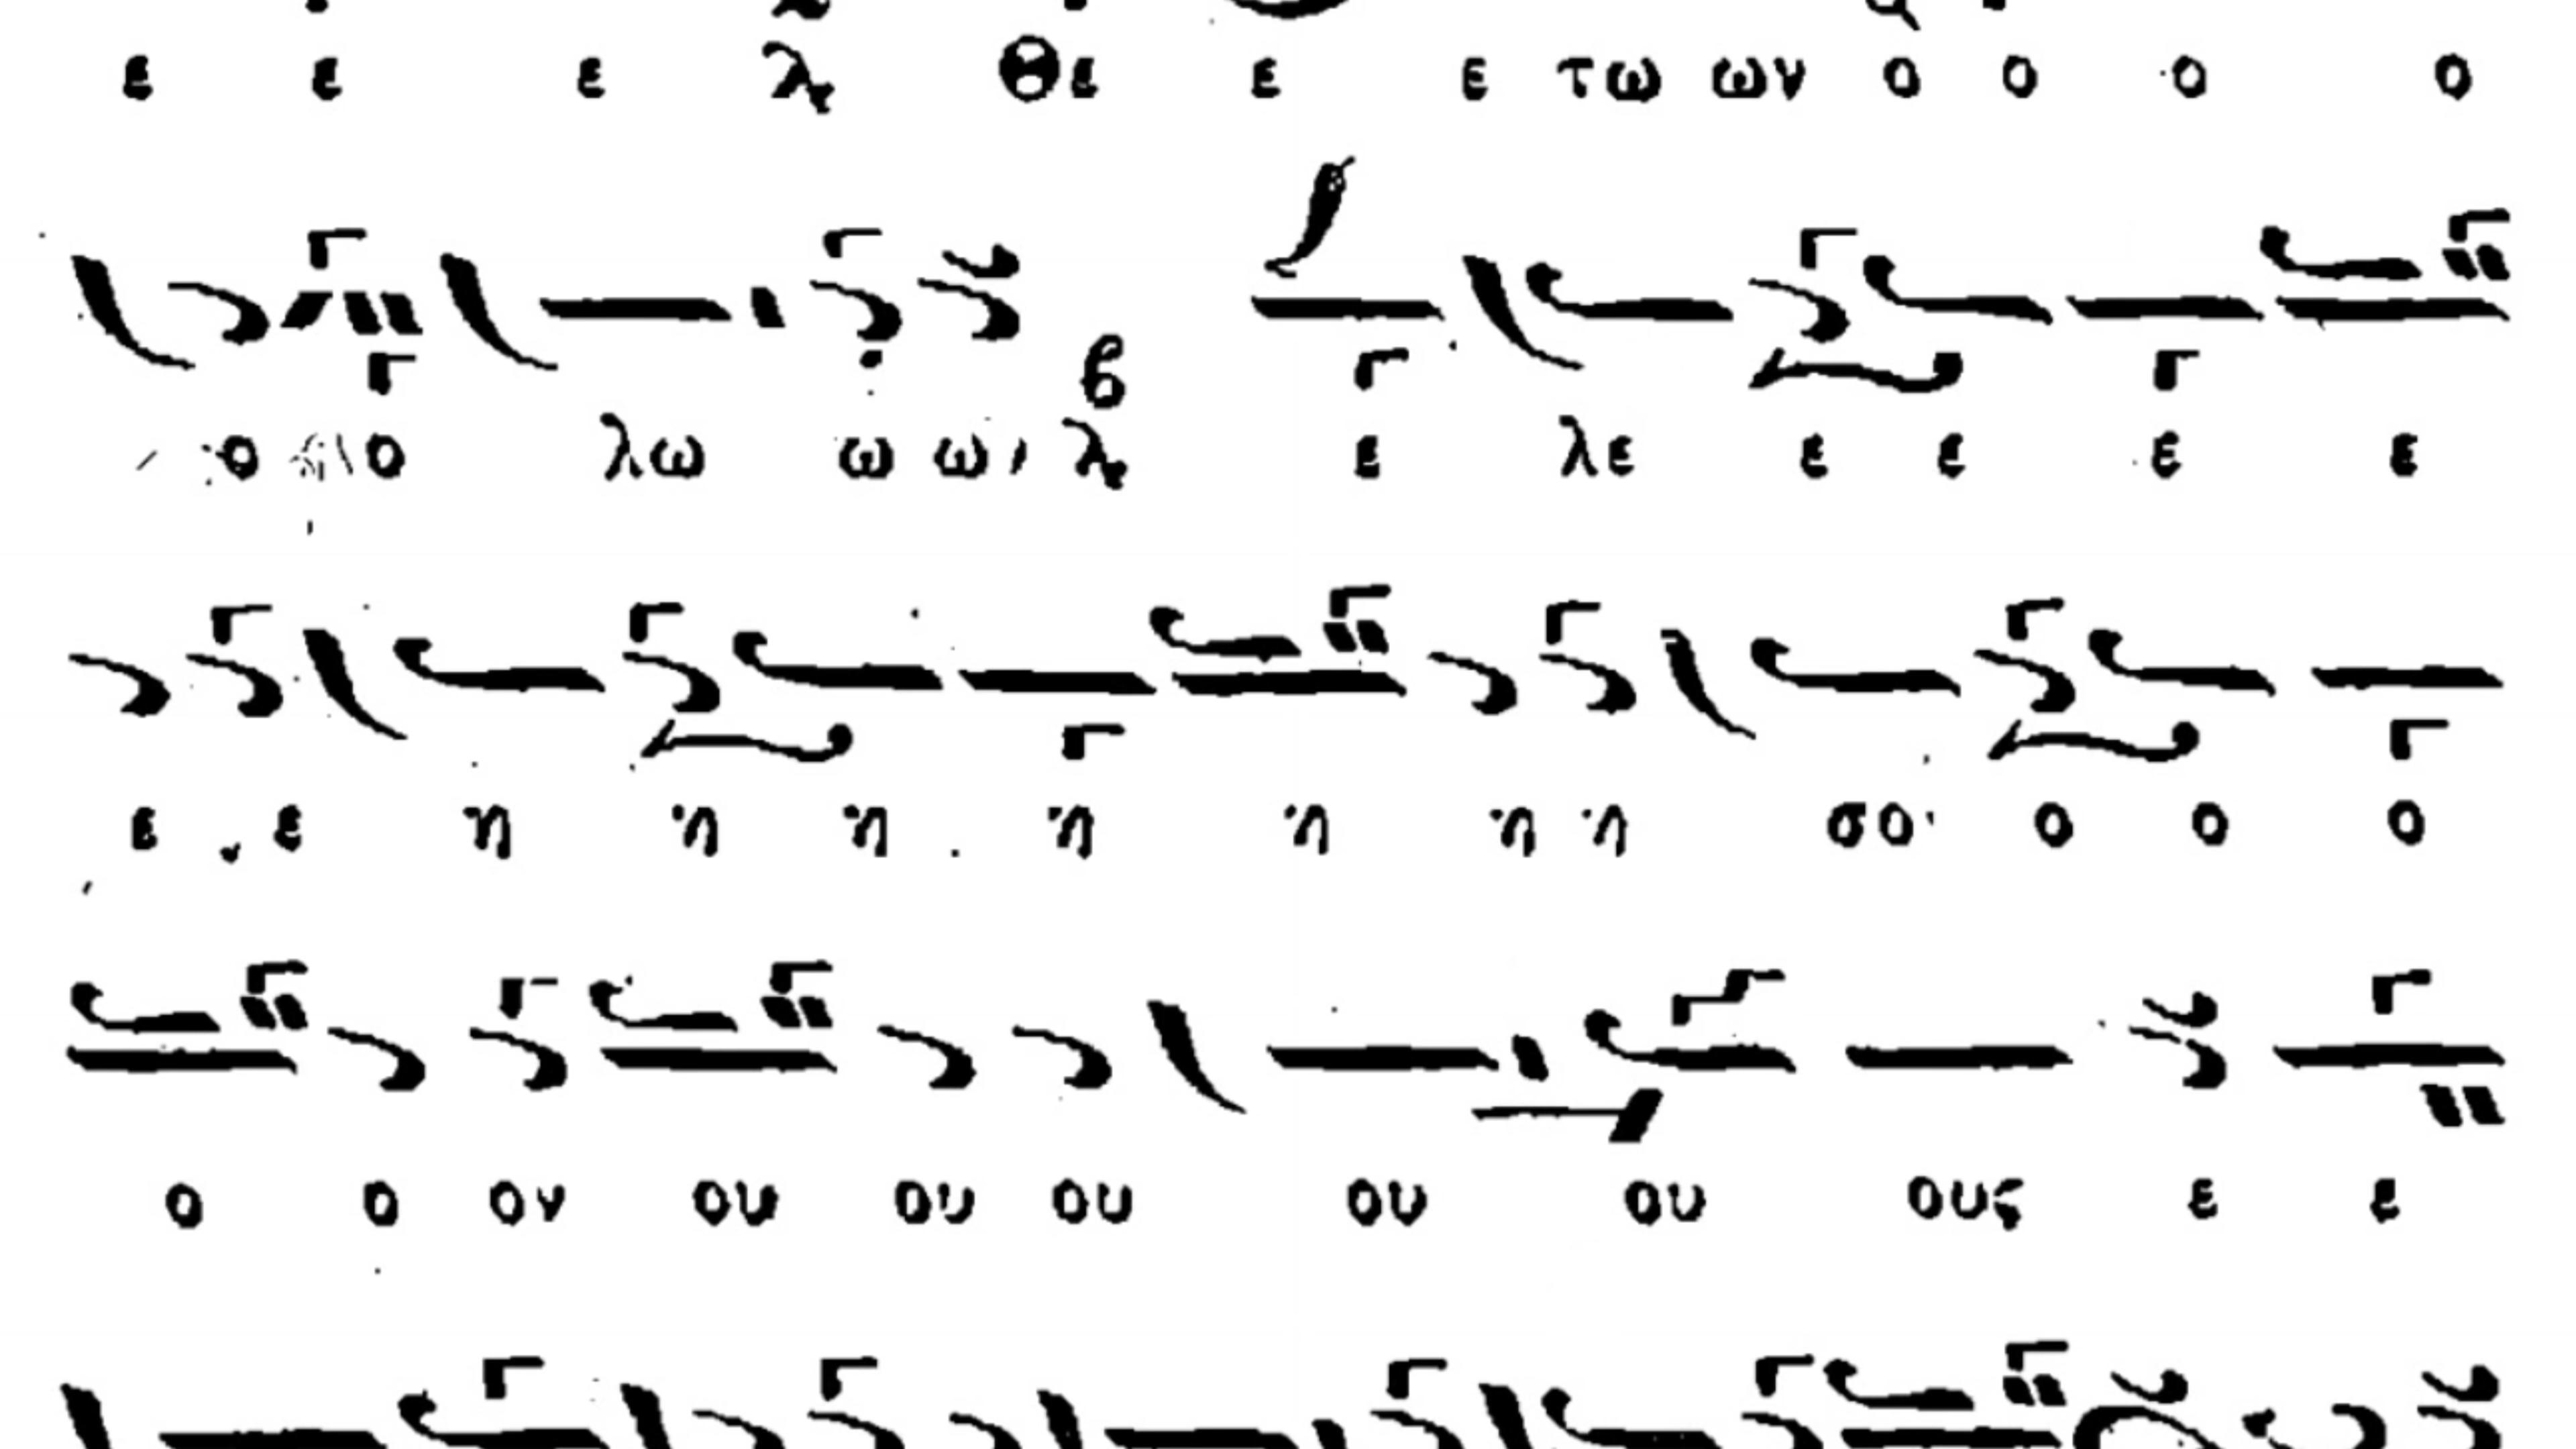 ε ε ε λ Θε ε ε τω ων ο ο ο ο
ο ο λω ω ω λ ε λε ε ε ε ε
ε ε η η η η η η η σο ο ο ο
ο ο ον ου ου ου ου ου ους ε ε